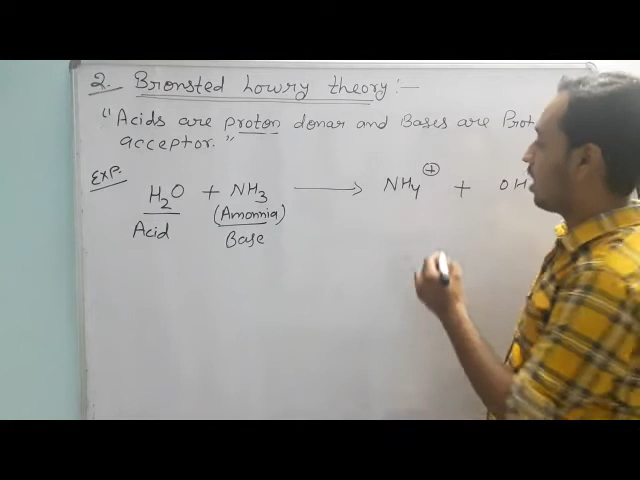 2. Bronsted Lowry theory :-
"Acids are proton donar and Bases are Prot
acceptor."
Exp. H2O + NH3 → NH4⊕ + OH
(Amonnia)
Acid Base